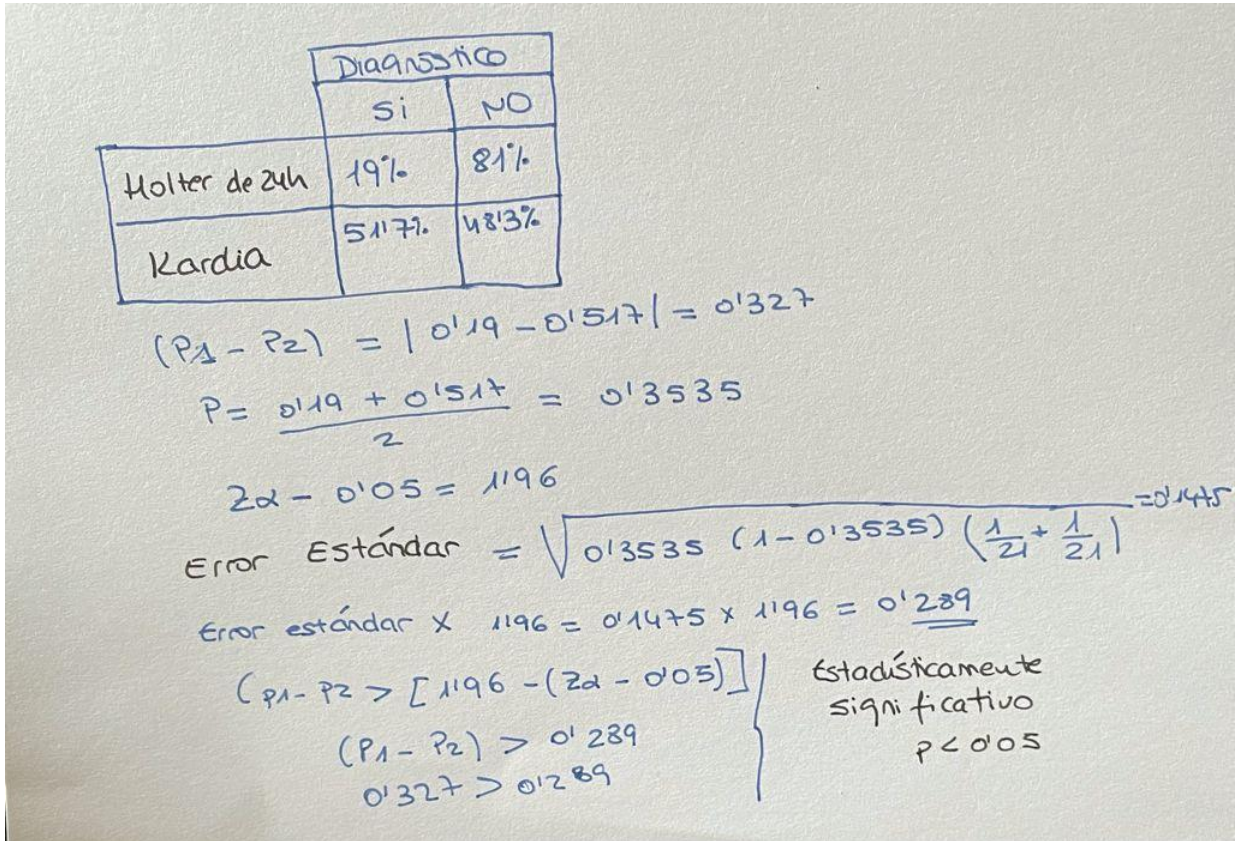 Diagnóstico
Si NO
Holter de 24h 19% 81%
Kardia 51'7% 48'3%
(P1 - P2) = | 0'19 - 0'517 | = 0'327
P = 0'19 + 0'517 / 2 = 0'3535
Zα - 0'05 = 1'96
Error Estándar = √ 0'3535 (1 - 0'3535) (1/21 + 1/21) = 0'1475
Error estándar x 1'96 = 0'1475 x 1'96 = 0'289
(P1 - P2 > [1'96 - (Zα - 0'05)]
(P1 - P2) > 0'289
0'327 > 0'289
Estadísticamente
significativo
p < 0'05